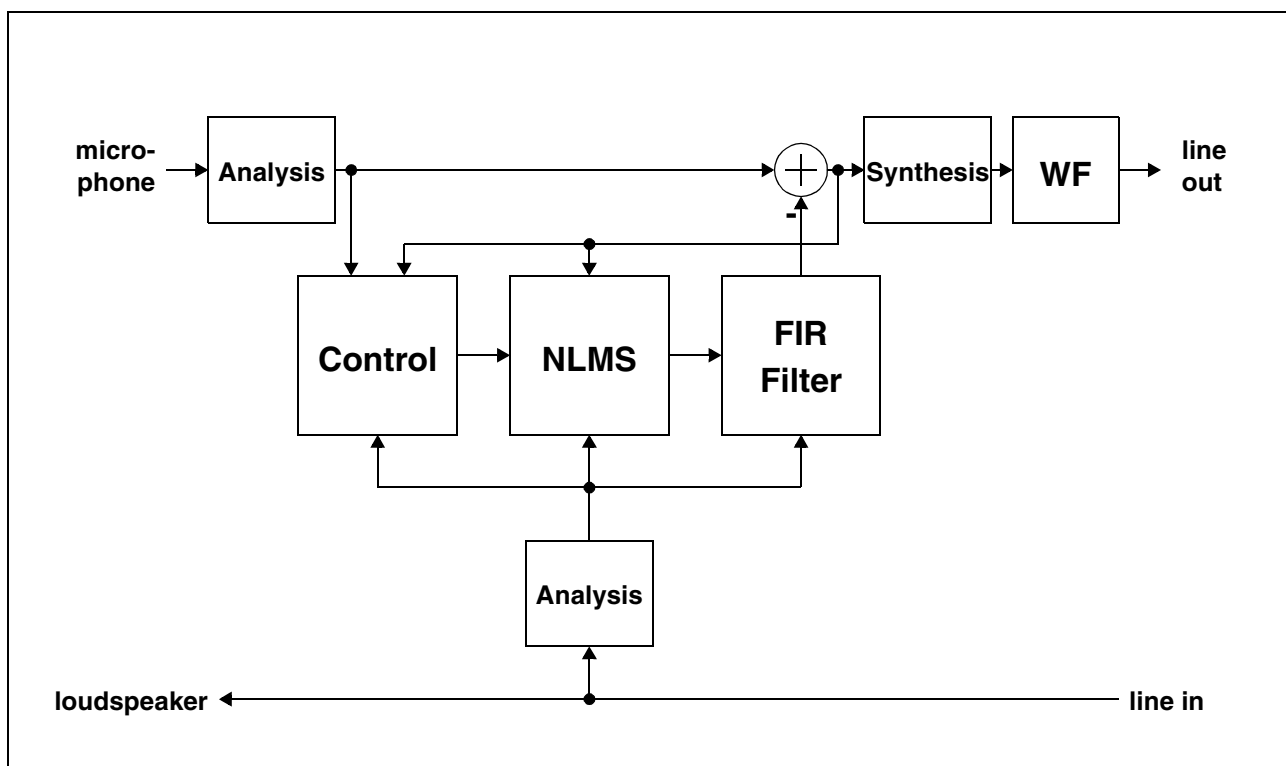 micro-
phone
Analysis
Synthesis
WF
line
out
-
Control
NLMS
FIR
Filter
Analysis
loudspeaker
line in